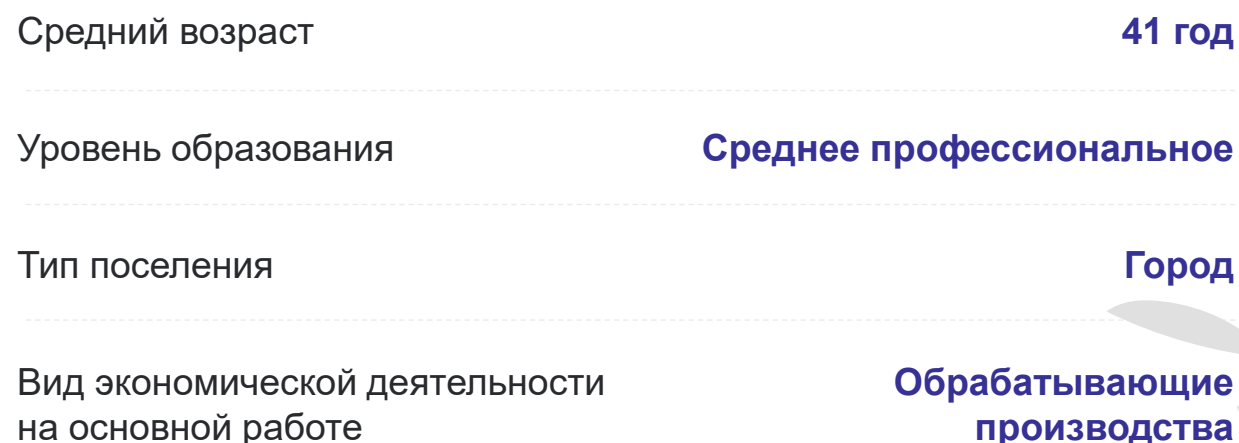 Средний возраст 41 год
Уровень образования Среднее профессиональное
Тип поселения Город
Вид экономической деятельности Обрабатывающие
на основной работе производства